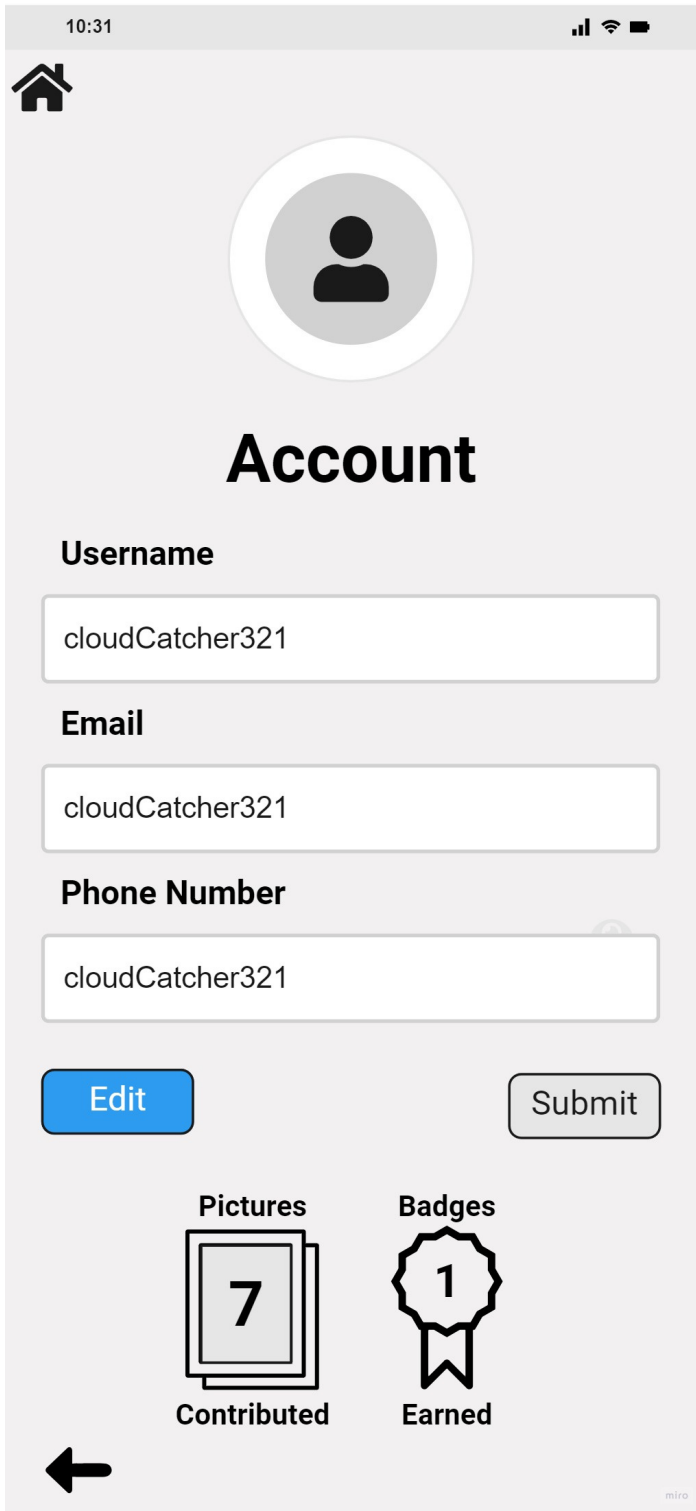 10:31
Account
Username
cloudCatcher321
Email
cloudCatcher321
Phone Number
cloudCatcher321
Edit
Submit
Pictures
Badges
7
1
Contributed
Earned
miro